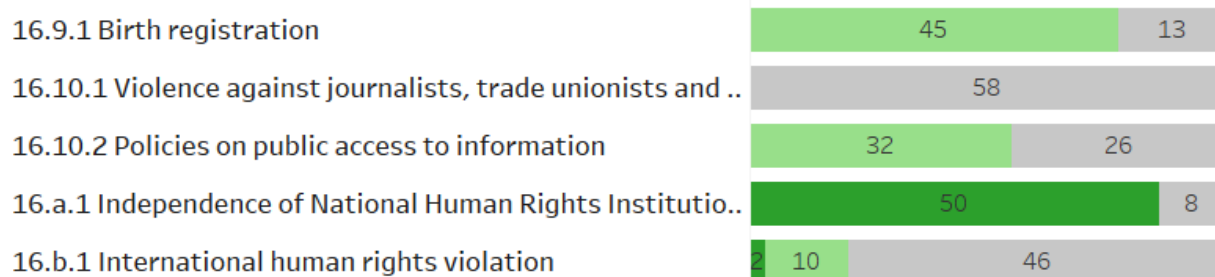 16.9.1 Birth registration 45 13
16.10.1 Violence against journalists, trade unionists and .. 58
16.10.2 Policies on public access to information 32 26
16.a.1 Independence of National Human Rights Institutio.. 50 8
16.b.1 International human rights violation 2 10 46